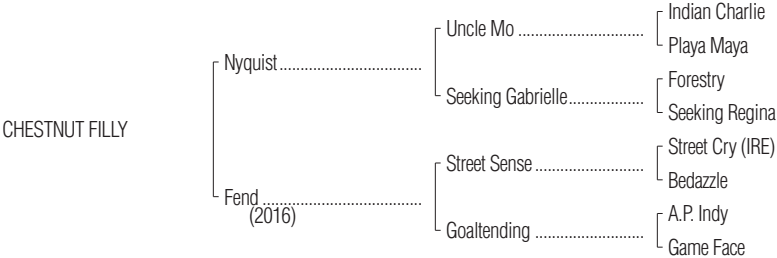 Indian Charlie
Uncle Mo ................................
Playa Maya
Nyquist ....................................
Forestry
Seeking Gabrielle ...................
Seeking Regina
CHESTNUT FILLY
Street Cry (IRE)
Street Sense ............................
Bedazzle
Fend ........................................
(2016)
A.P. Indy
Goaltending ............................
Game Face